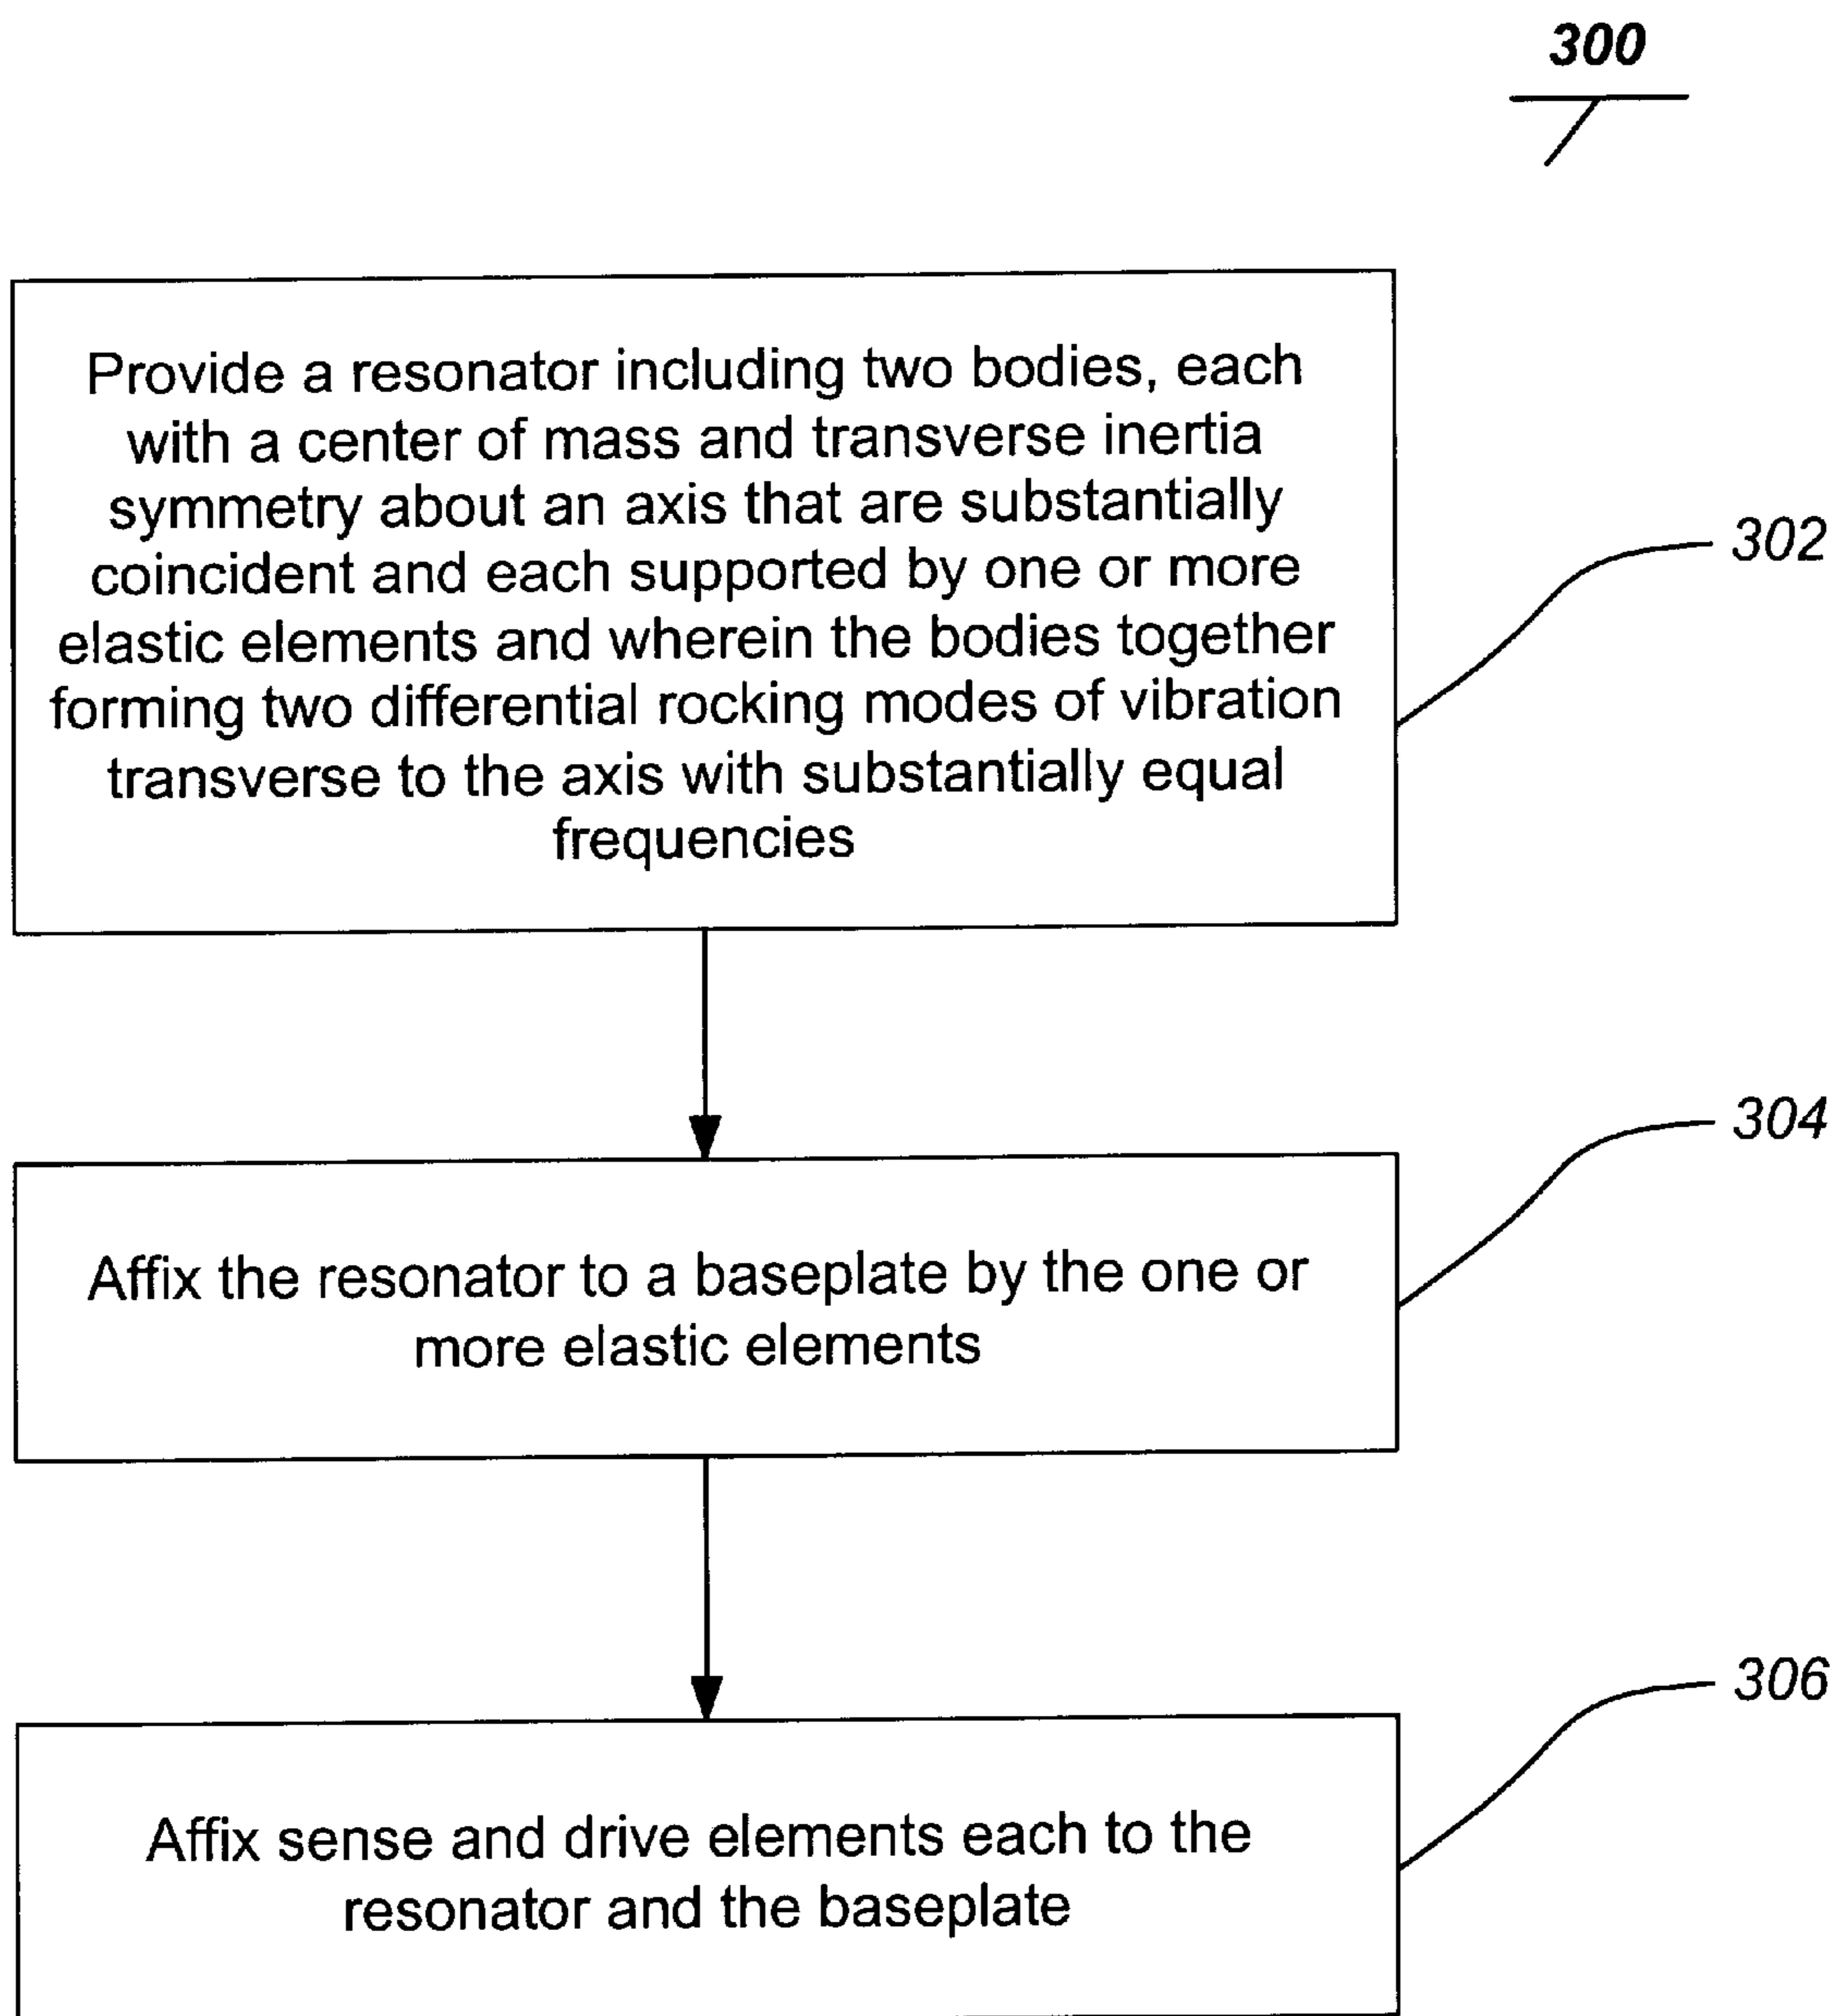 300
Provide a resonator including two bodies, each
with a center of mass and transverse inertia
symmetry about an axis that are substantially
coincident and each supported by one or more
elastic elements and wherein the bodies together
forming two differential rocking modes of vibration
transverse to the axis with substantially equal
frequencies
302
Affix the resonator to a baseplate by the one or
more elastic elements
304
Affix sense and drive elements each to the
resonator and the baseplate
306